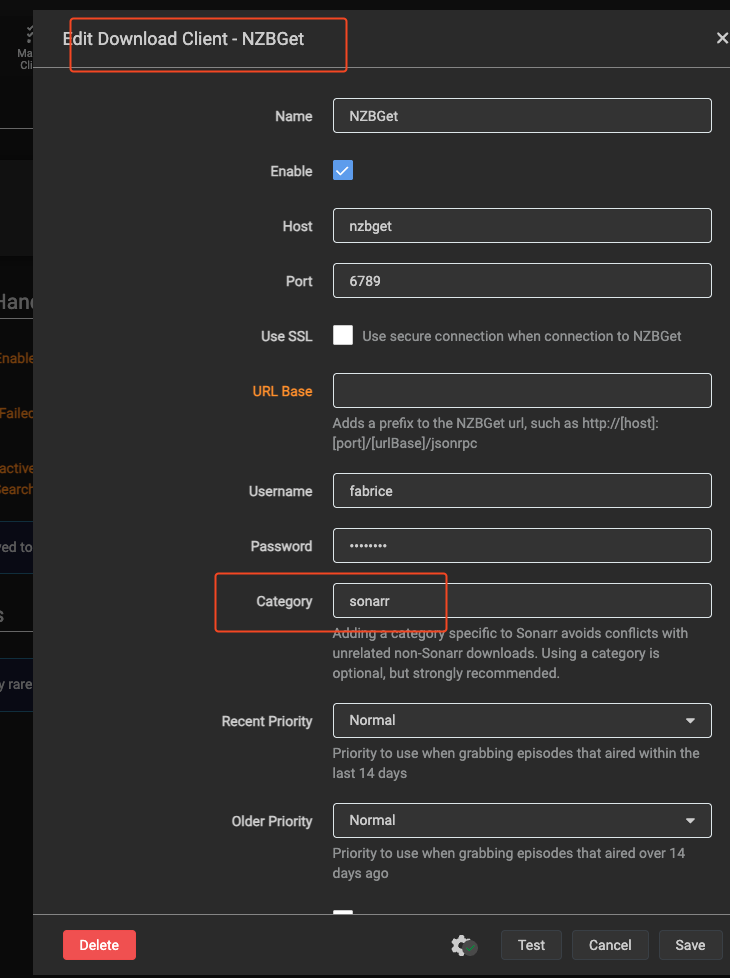 Edit Download Client - NZBGet
Ma
Cli
Name NZBGet
Enable
Host nzbget
Port 6789
Han
Use SSL Use secure connection when connection to NZBGet
Enable
URL Base
Failed
Adds a prefix to the NZBGet url, such as http://[host]:
[port]/[urlBase]/jsonrpc
active
Search
Username fabrice
Password ••••••••
ved to
Category sonarr
s
Adding a category specific to Sonarr avoids conflicts with
unrelated non-Sonarr downloads. Using a category is
optional, but strongly recommended.
y rare
Recent Priority Normal
Priority to use when grabbing episodes that aired within the
last 14 days
Older Priority Normal
Priority to use when grabbing episodes that aired over 14
days ago
Delete Test Cancel Save